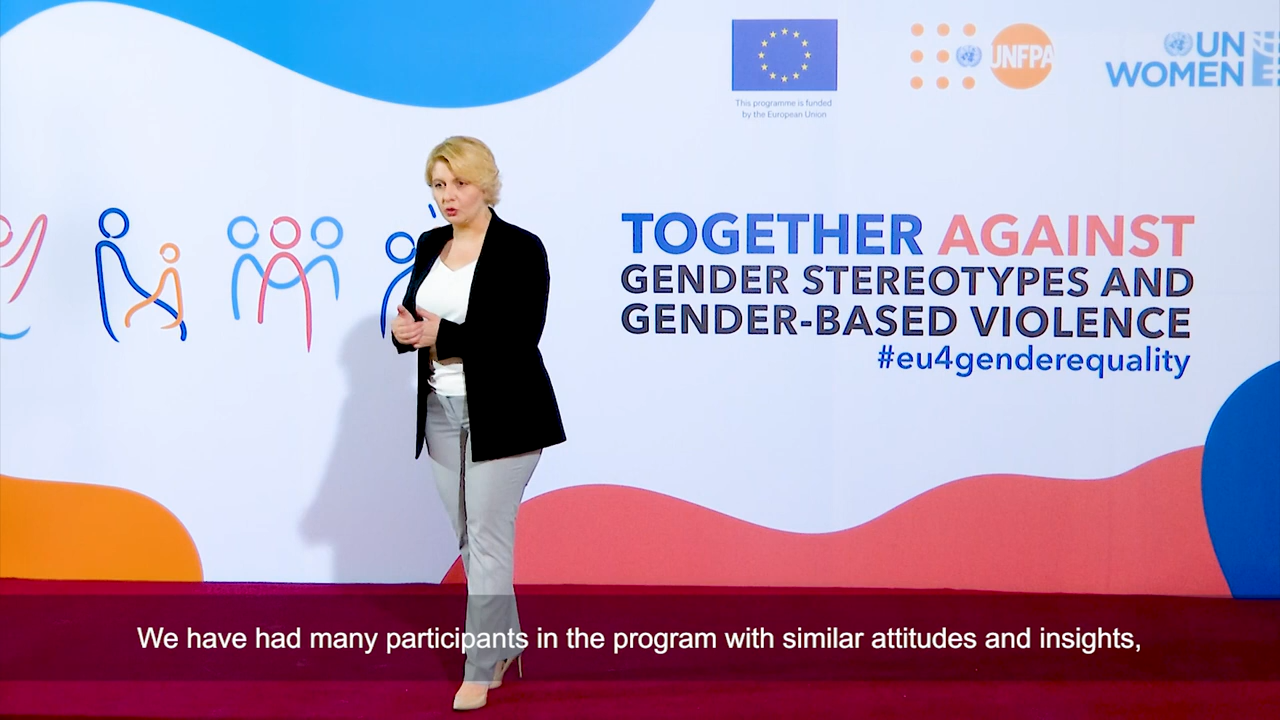 This programme is funded
by the European Union
UNFPA
UN
WOMEN
TOGETHER AGAINST
GENDER STEREOTYPES AND
GENDER-BASED VIOLENCE
#eu4genderequality
We have had many participants in the program with similar attitudes and insights,